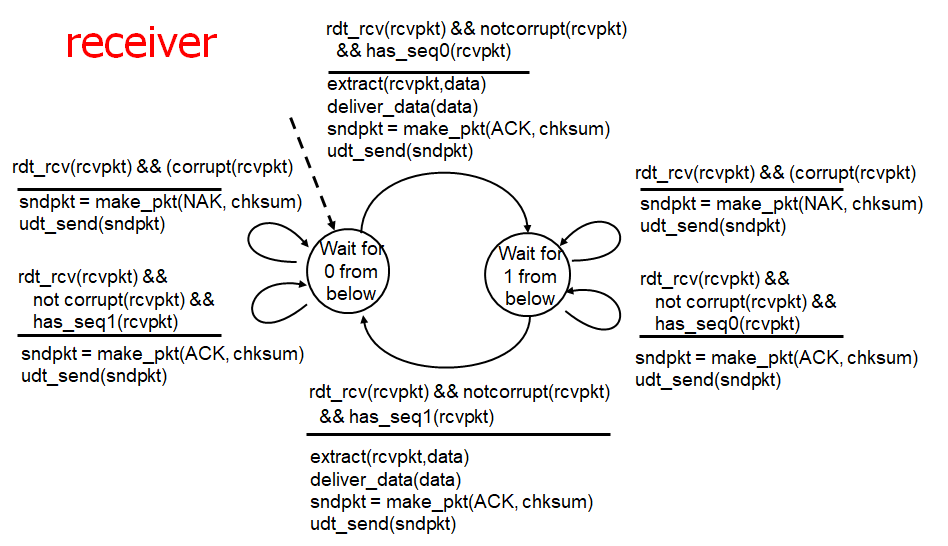 receiver
rdt_rcv(rcvpkt) && notcorrupt(rcvpkt)
&& has_seq0(rcvpkt)
extract(rcvpkt,data)
deliver_data(data)
sndpkt = make_pkt(ACK, chksum)
udt_send(sndpkt)
rdt_rcv(rcvpkt) && (corrupt(rcvpkt)
sndpkt = make_pkt(NAK, chksum)
udt_send(sndpkt)
rdt_rcv(rcvpkt) &&
not corrupt(rcvpkt) &&
has_seq1(rcvpkt)
sndpkt = make_pkt(ACK, chksum)
udt_send(sndpkt)
Wait for
0 from
below
Wait for
1 from
below
rdt_rcv(rcvpkt) && (corrupt(rcvpkt)
sndpkt = make_pkt(NAK, chksum)
udt_send(sndpkt)
rdt_rcv(rcvpkt) &&
not corrupt(rcvpkt) &&
has_seq0(rcvpkt)
sndpkt = make_pkt(ACK, chksum)
udt_send(sndpkt)
rdt_rcv(rcvpkt) && notcorrupt(rcvpkt)
&& has_seq1(rcvpkt)
extract(rcvpkt,data)
deliver_data(data)
sndpkt = make_pkt(ACK, chksum)
udt_send(sndpkt)